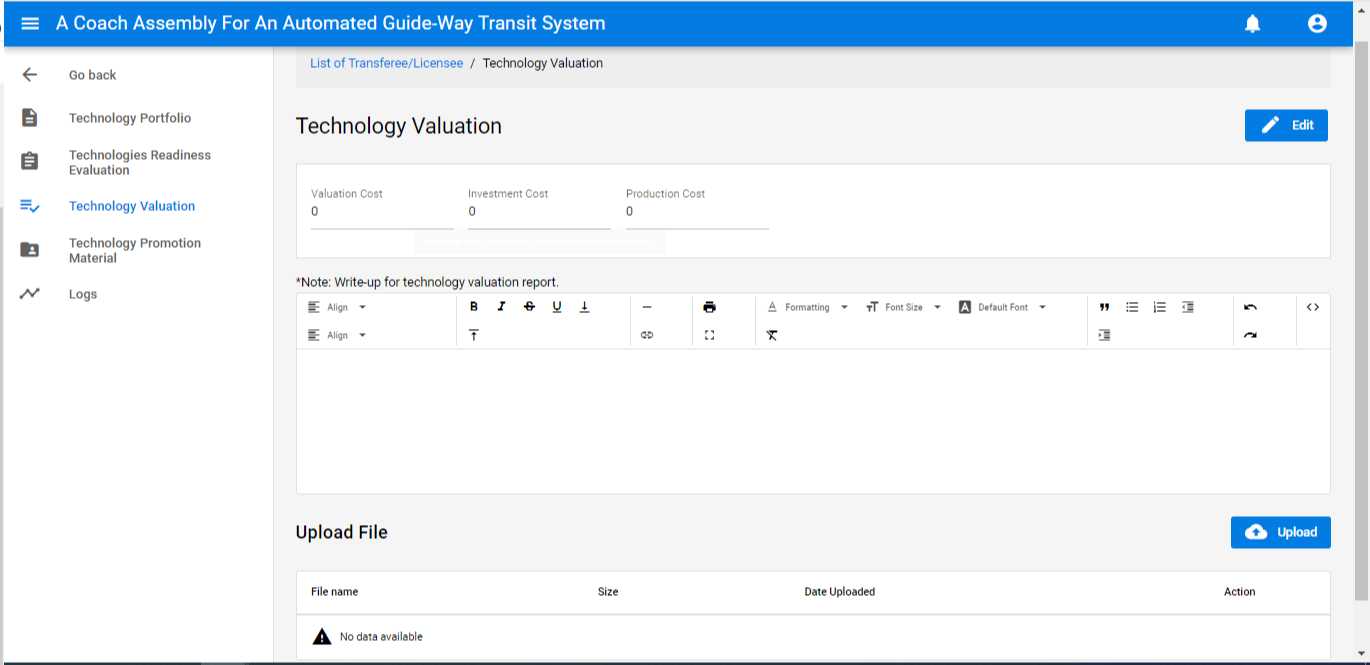 A Coach Assembly For An Automated Guide-Way Transit System
Go back
Technology Portfolio
Technologies Readiness
Evaluation
Technology Valuation
Technology Promotion
Material
Logs
List of Transferee/Licensee / Technology Valuation
Technology Valuation
Edit
Valuation Cost Investment Cost Production Cost
0 0 0
*Note: Write-up for technology valuation report.
Align B I S U Formatting Font Size Default Font
Align
Upload File
Upload
File name Size Date Uploaded Action
No data available